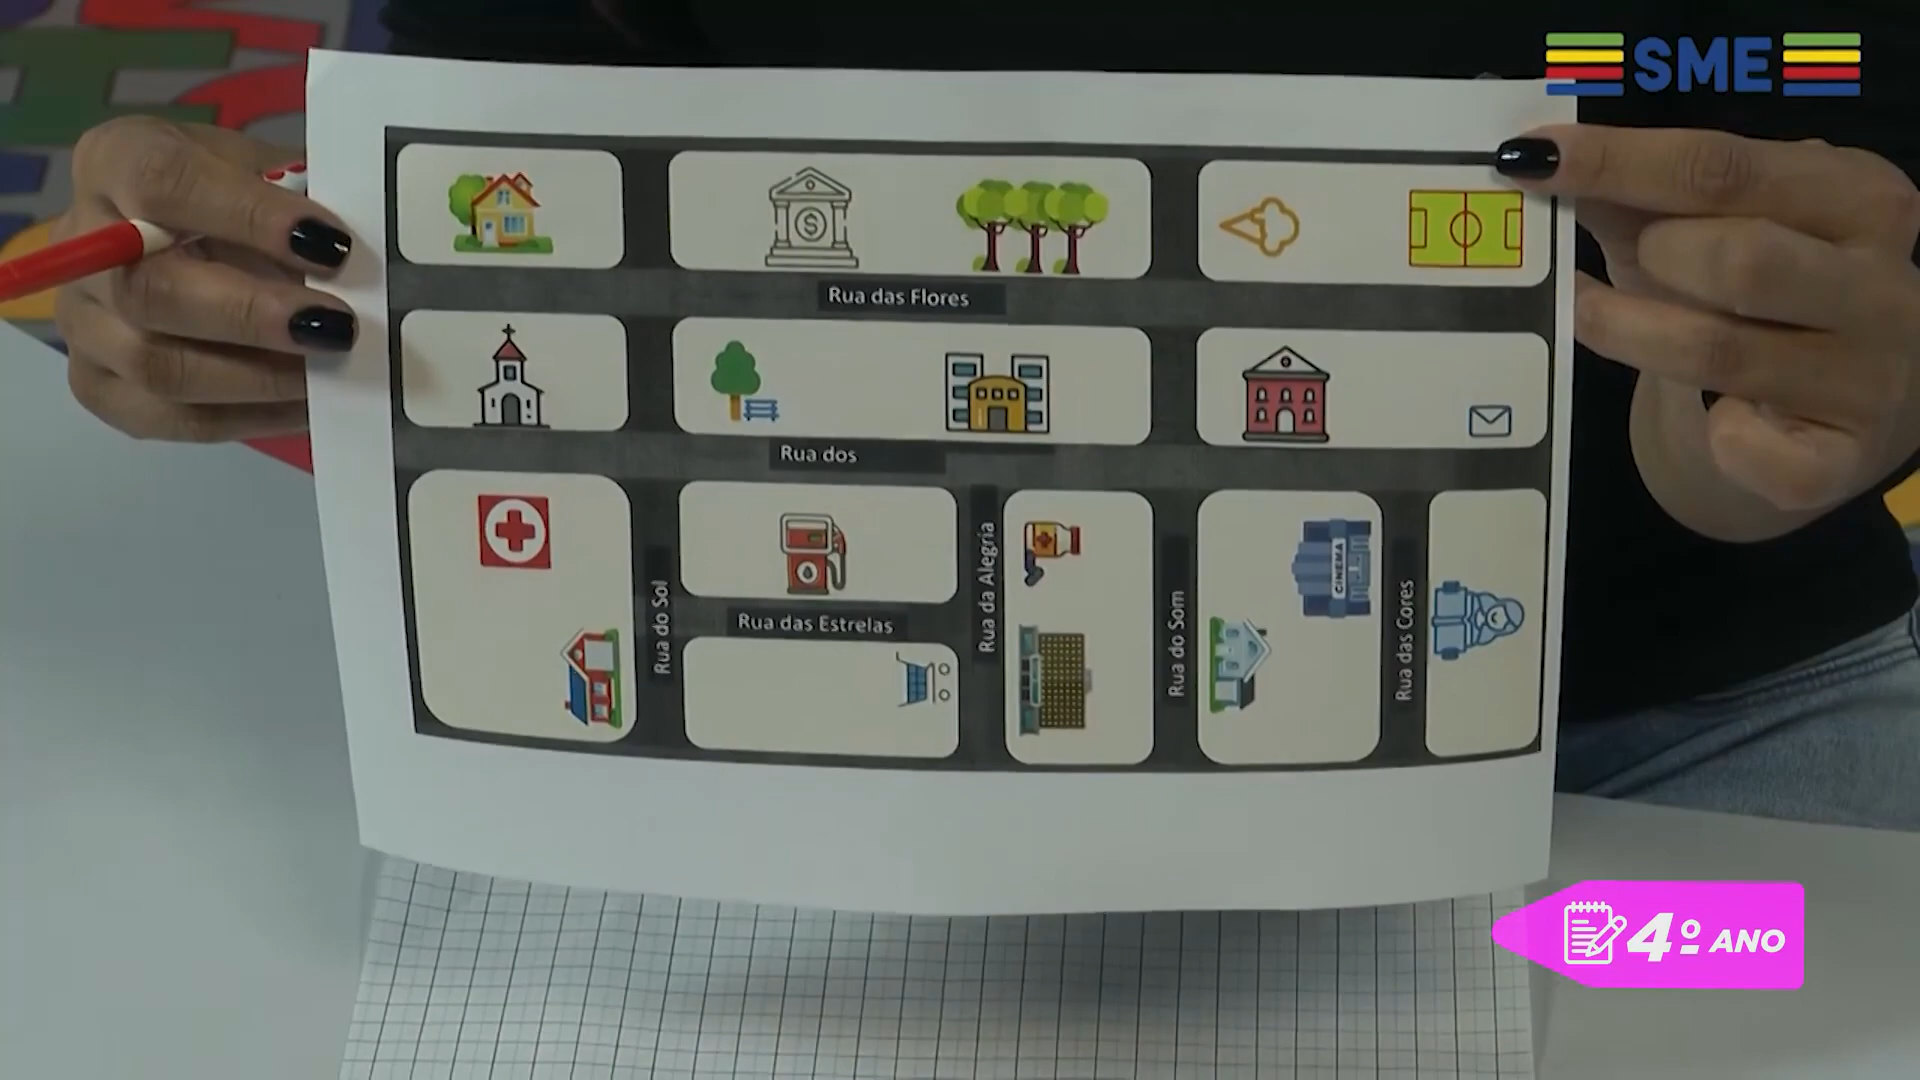 SME
Rua das Flores
Rua dos
Rua do Sol
Rua das Estrelas
Rua da Alegria
Rua do Som
CINEMA
Rua das Cores
$
4º ANO